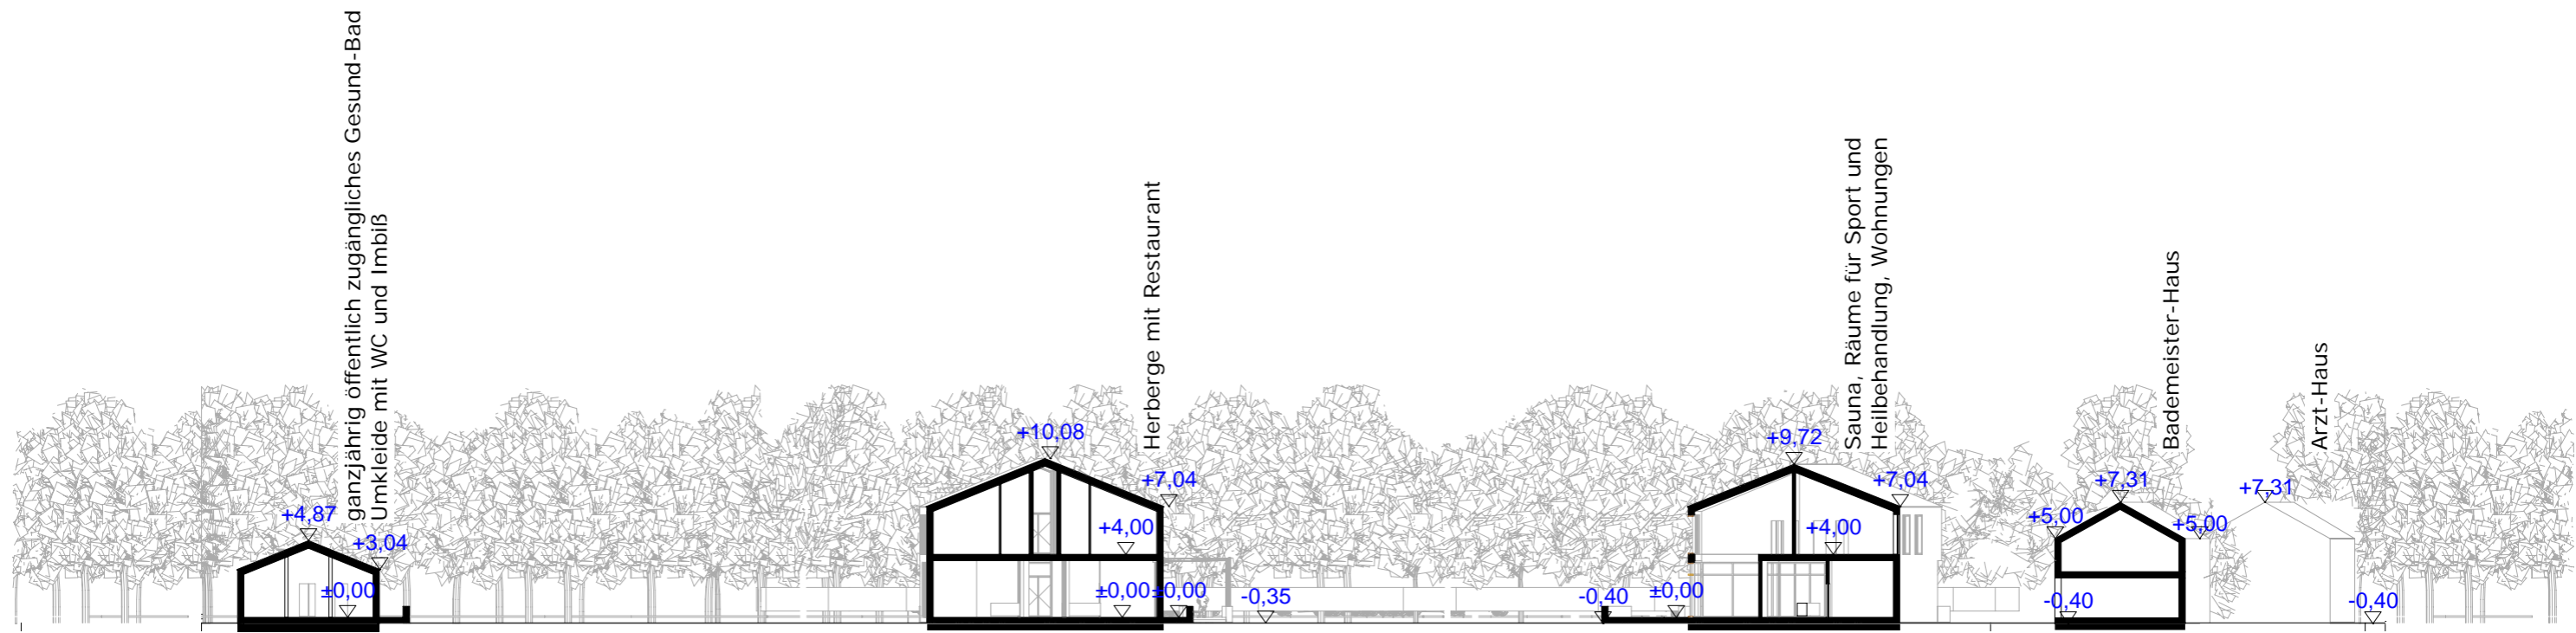 ganzjährig öffentlich zugängliches Gesund-Bad
Umkleide mit WC und Imbiß
+4,87
+3,04
±0,00
Herberge mit Restaurant
+10,08
+7,04
+4,00
±0,00
±0,00
-0,35
Sauna, Räume für Sport und
Heilbehandlung, Wohnungen
+9,72
+7,04
+4,00
-0,40
±0,00
Bademeister-Haus
+7,31
+5,00
+5,00
-0,40
Arzt-Haus
+7,31
-0,40